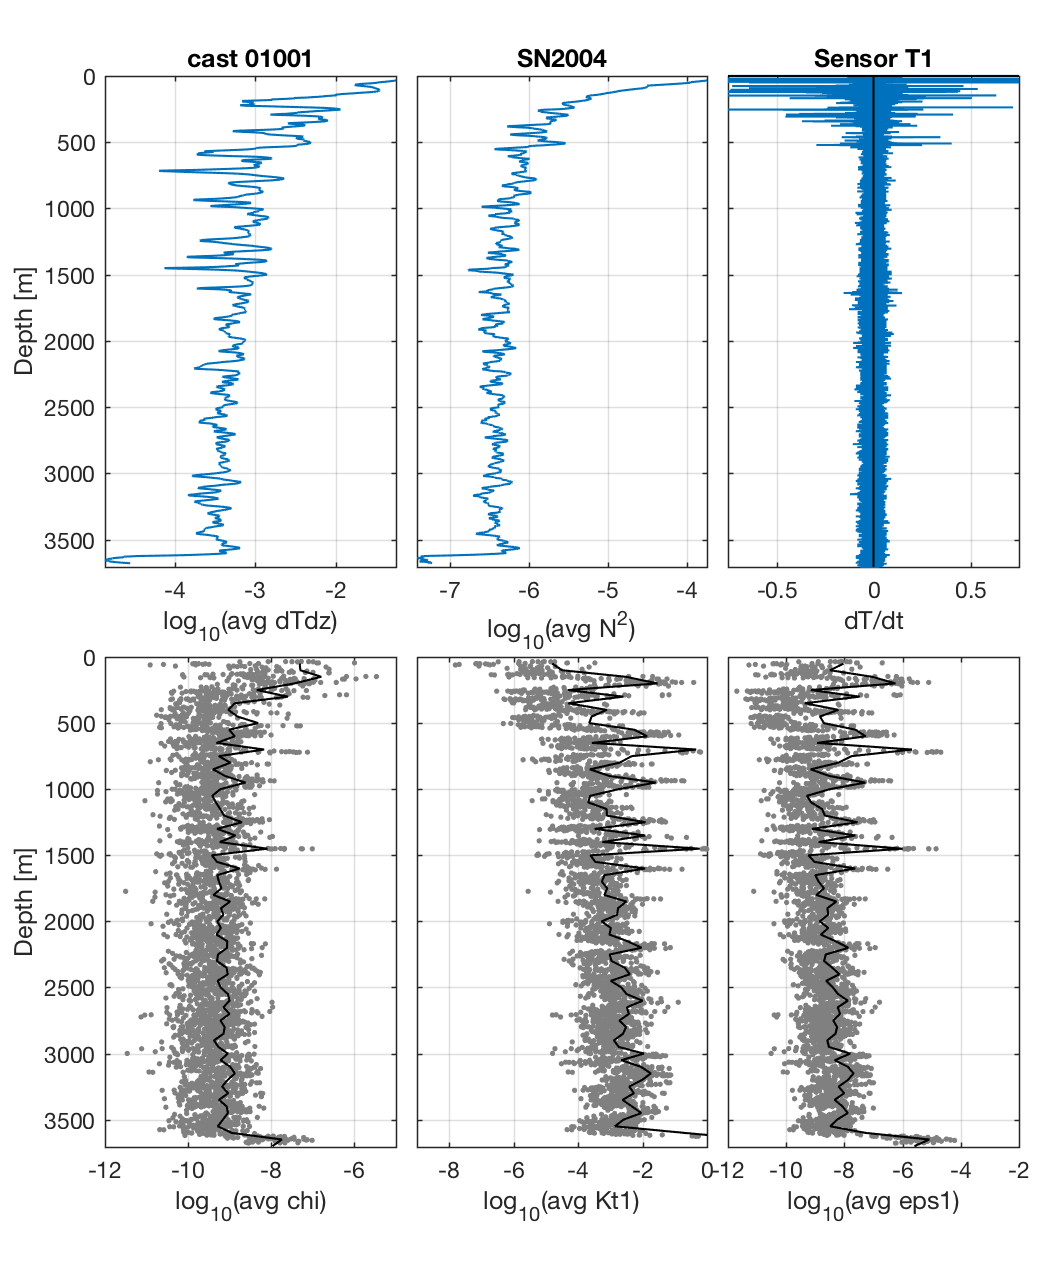 cast 01001
SN2004
Sensor T1
0
500
1000
1500
2000
2500
3000
3500
Depth [m]
-4 -3 -2
-7 -6 -5 -4
-0.5 0 0.5
log10(avg dTdz)
log10(avg N2)
dT/dt
0
500
1000
1500
2000
2500
3000
3500
Depth [m]
-12 -10 -8 -6
-8 -6 -4 -2 0
-12 -10 -8 -6 -4 -2
log10(avg chi)
log10(avg Kt1)
log10(avg eps1)